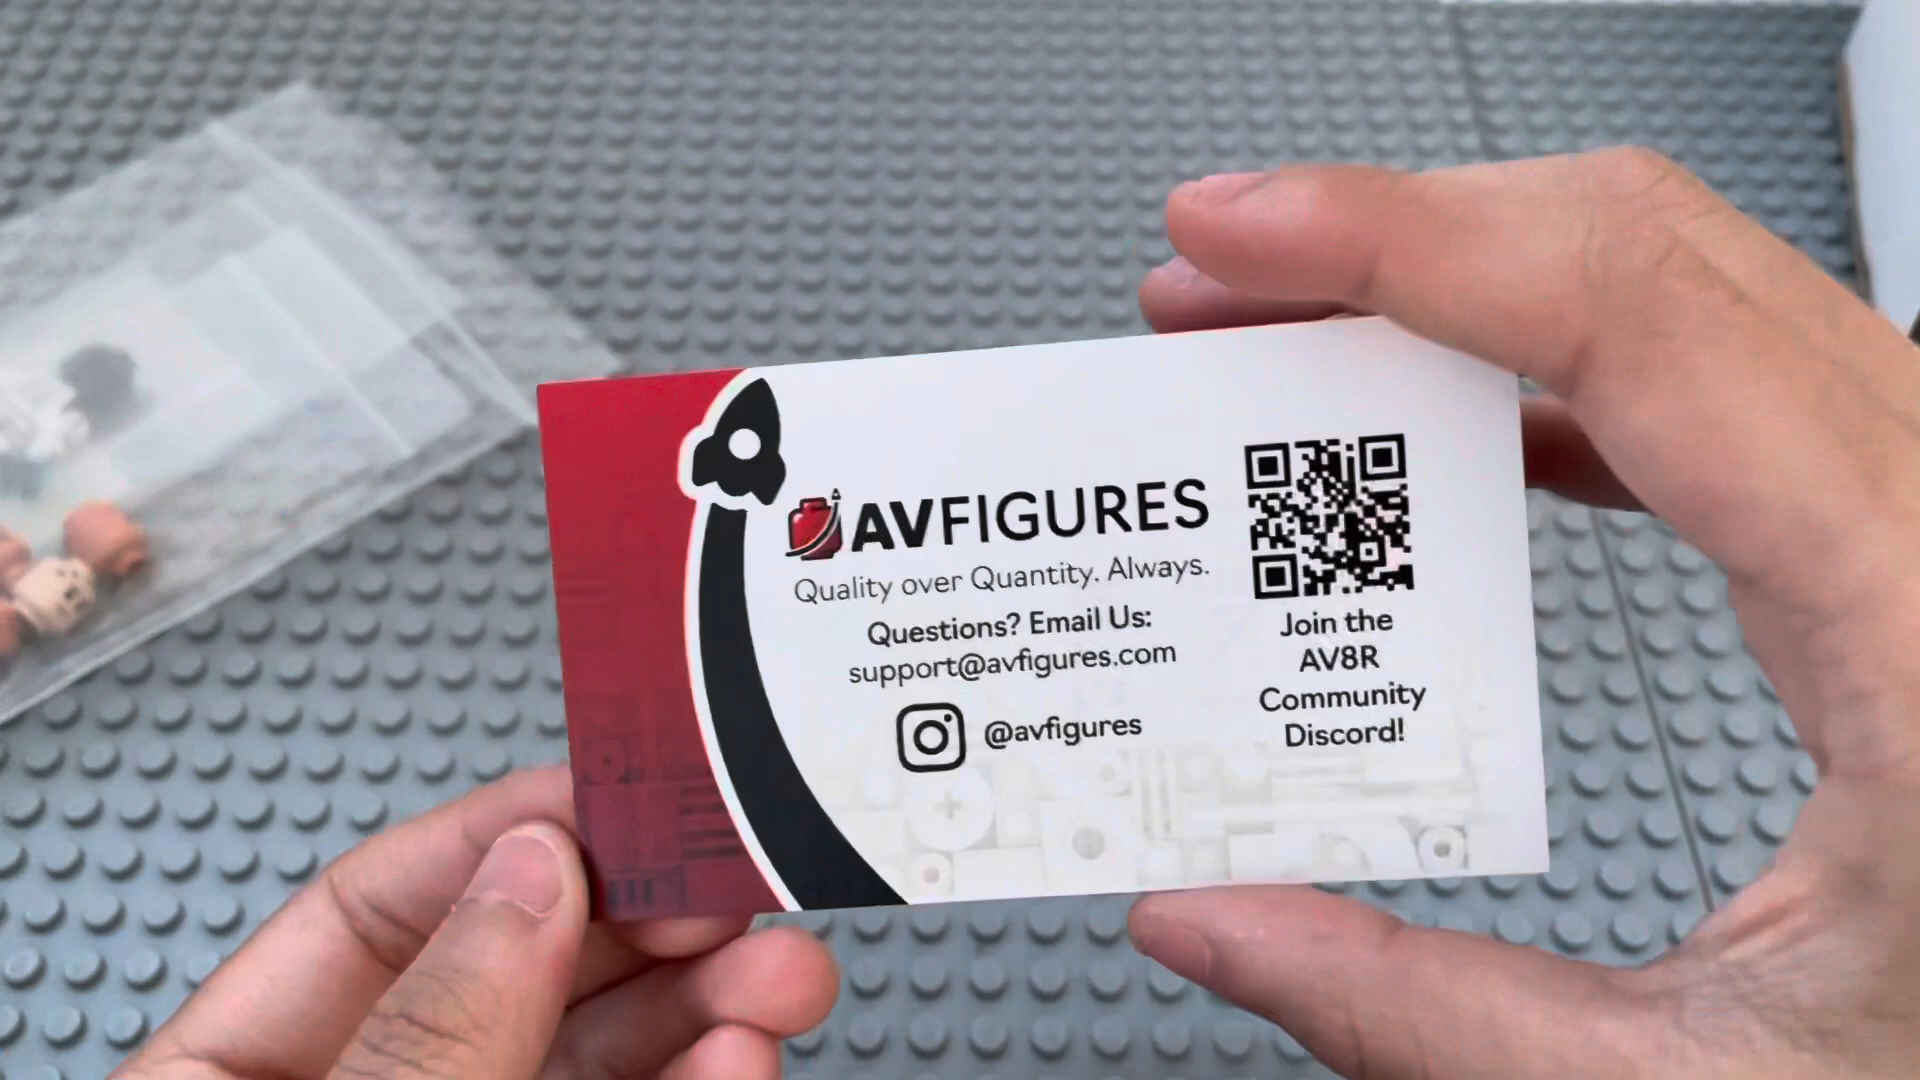 AVFIGURES
Quality over Quantity. Always.
Questions? Email Us:
support@avfigures.com
@avfigures
Join the
AV8R
Community
Discord!